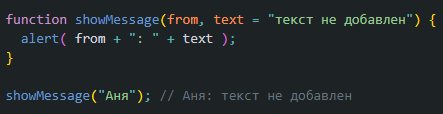 function showMessage(from, text = "текст не добавлен") {
  alert( from + ": " + text );
}

showMessage("Аня"); // Аня: текст не добавлен